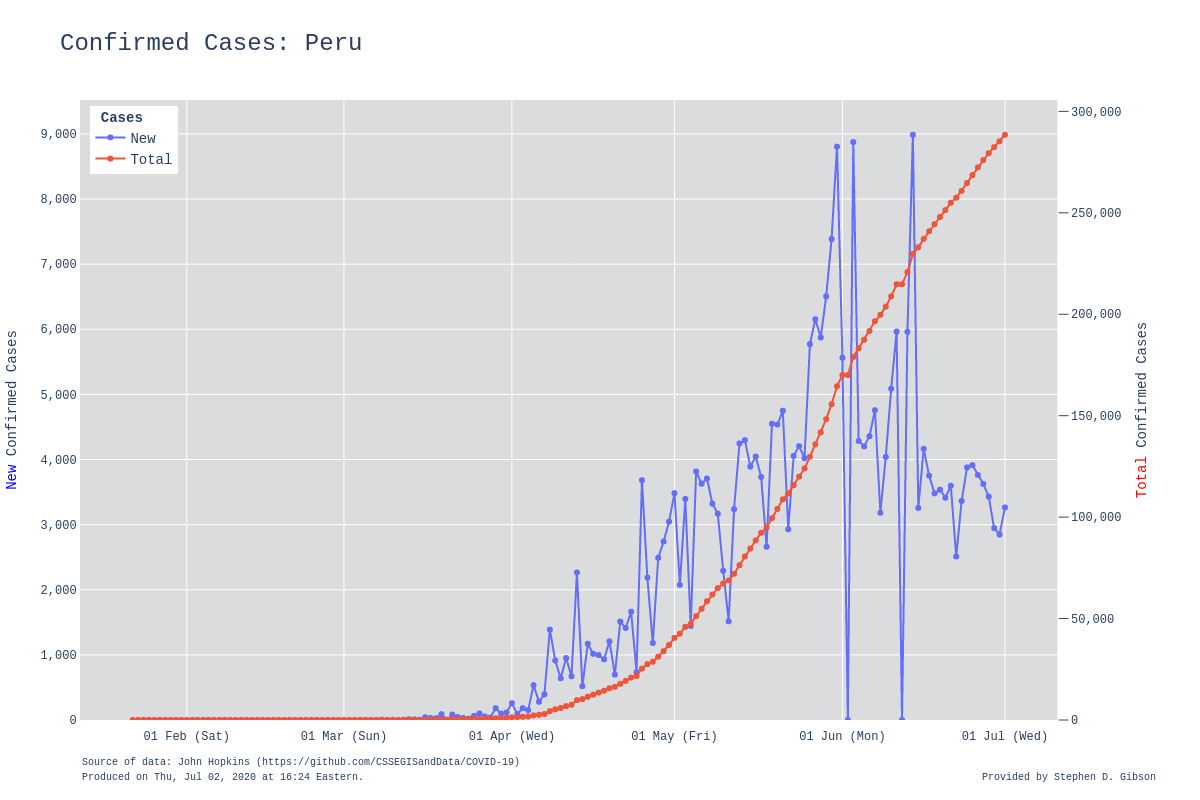 Confirmed Cases: Peru
Cases
New
Total
9,000
8,000
7,000
6,000
5,000
4,000
3,000
2,000
1,000
0
New Confirmed Cases
300,000
250,000
200,000
150,000
100,000
50,000
0
Total Confirmed Cases
01 Feb (Sat) 01 Mar (Sun) 01 Apr (Wed) 01 May (Fri) 01 Jun (Mon) 01 Jul (Wed)
Source of data: John Hopkins (https://github.com/CSSEGISandData/COVID-19)
Produced on Thu, Jul 02, 2020 at 16:24 Eastern.
Provided by Stephen D. Gibson